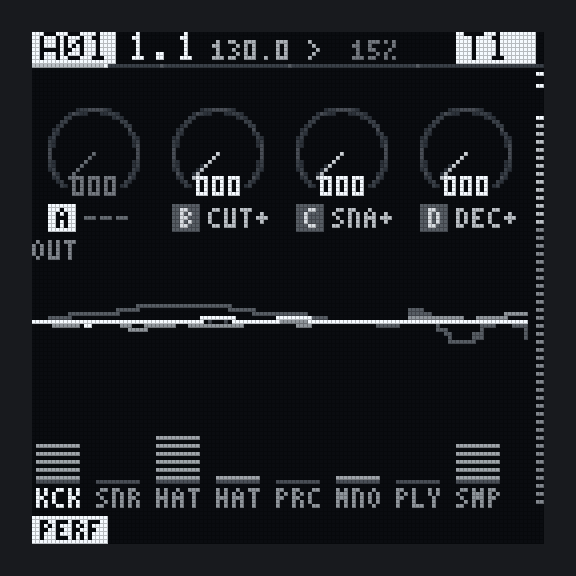 A01 1.1 130.0 > 15% T1
000 000 000 000
A --- B CUT+ C SNA+ D DEC+
OUT
KCK SNR HAT HAT PRC MNO PLY SMP
PERF